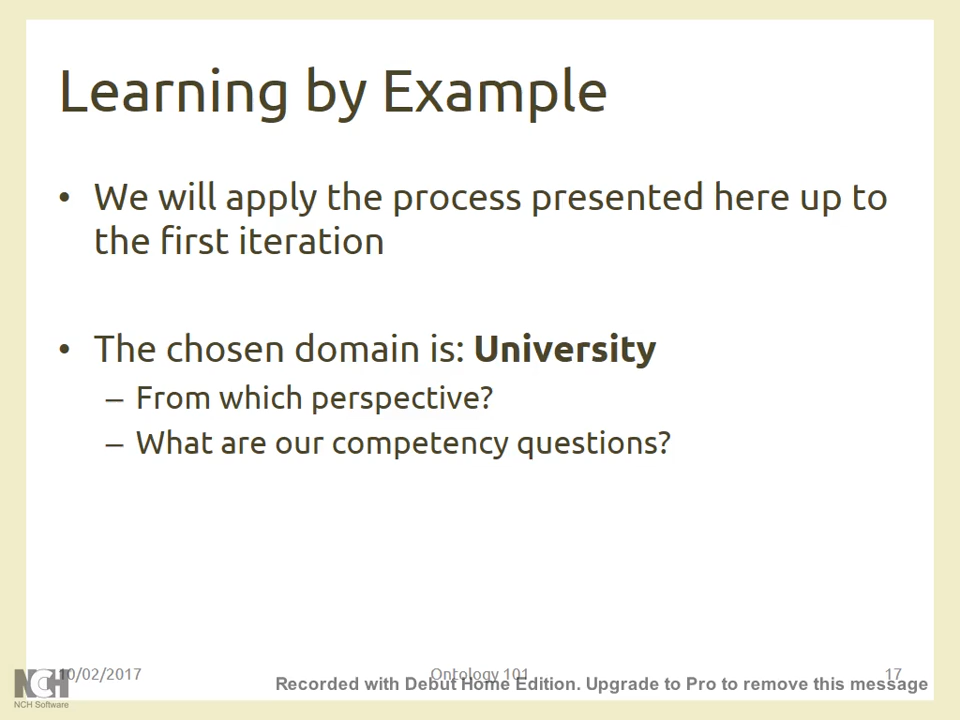 Learning by Example
• We will apply the process presented here up to
the first iteration
• The chosen domain is: University
– From which perspective?
– What are our competency questions?
10/02/2017
Ontology 101
17
Recorded with Debut Home Edition. Upgrade to Pro to remove this message
NCH
NCH Software